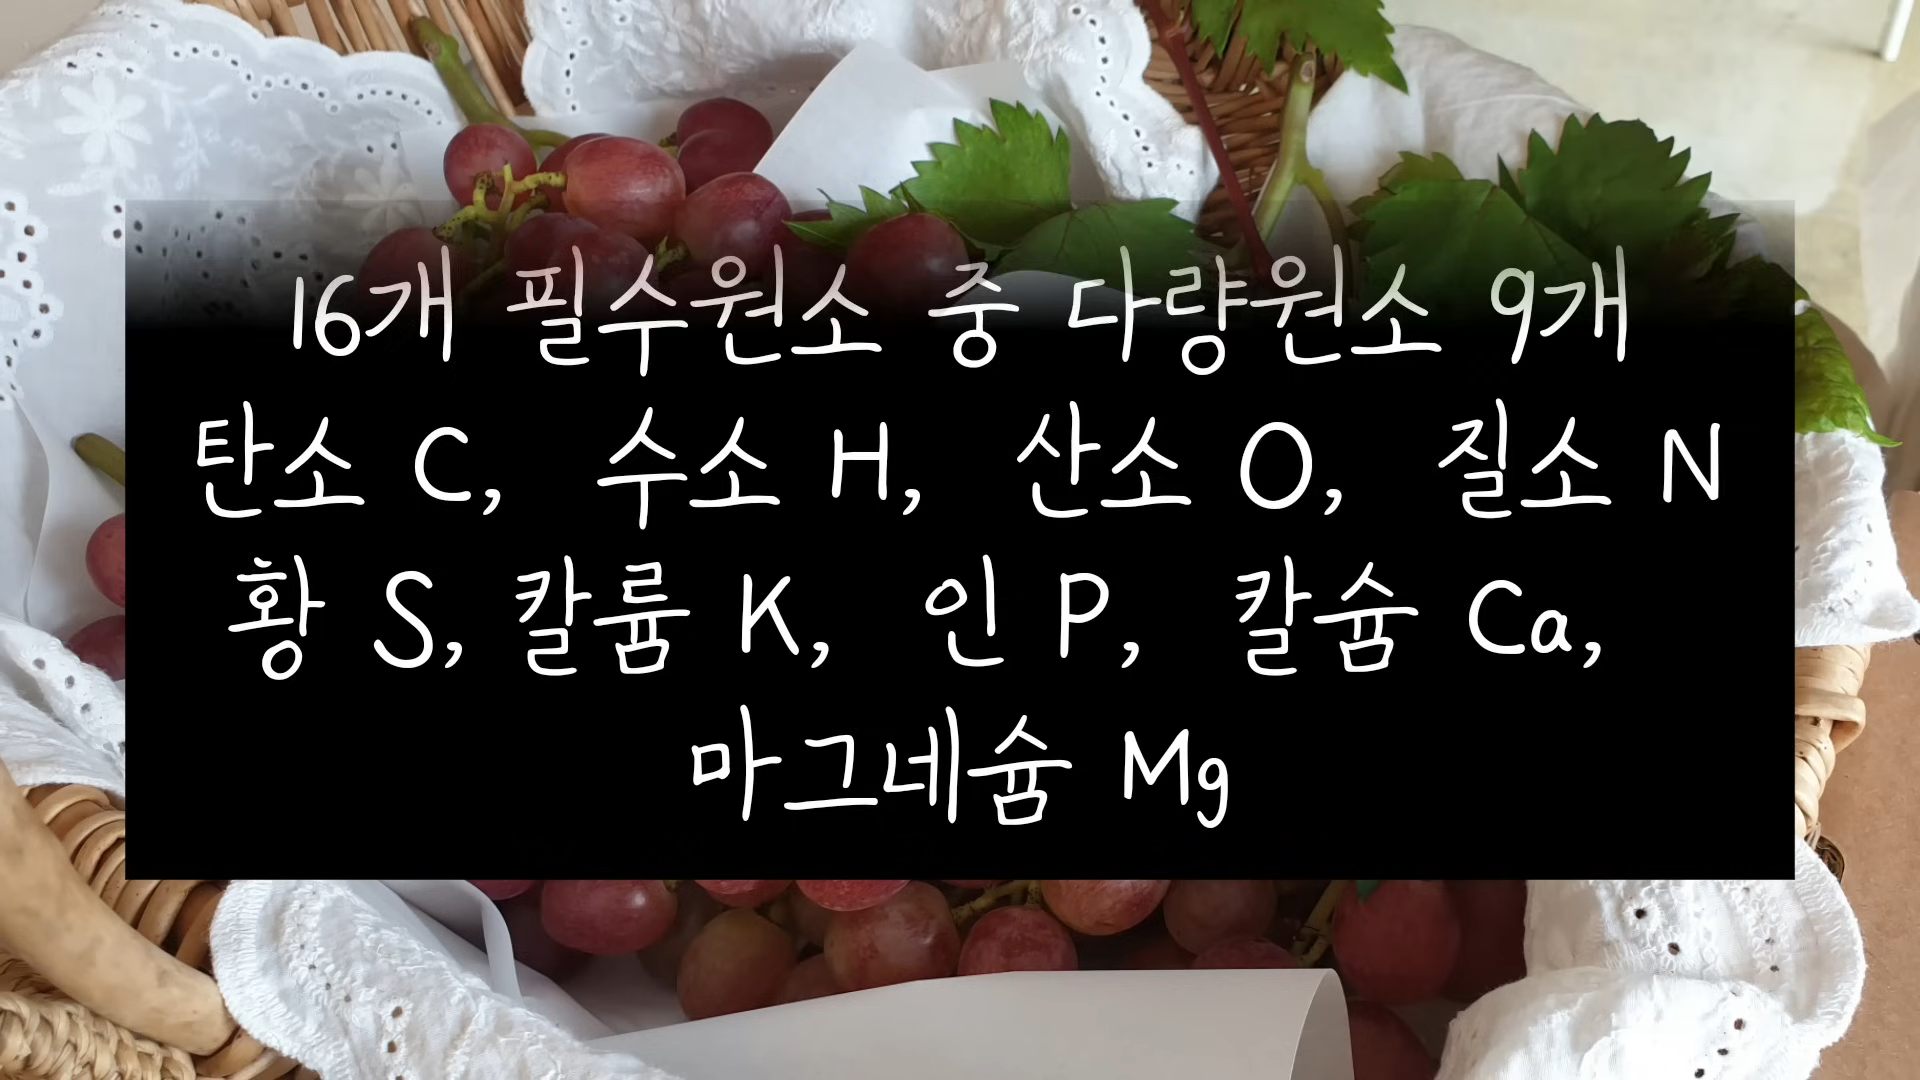 16개 필수원소 중 다량원소 9개
탄소 C, 수소 H, 산소 O, 질소 N
황 S, 칼륨 K, 인 P, 칼슘 Ca,
마그네슘 Mg